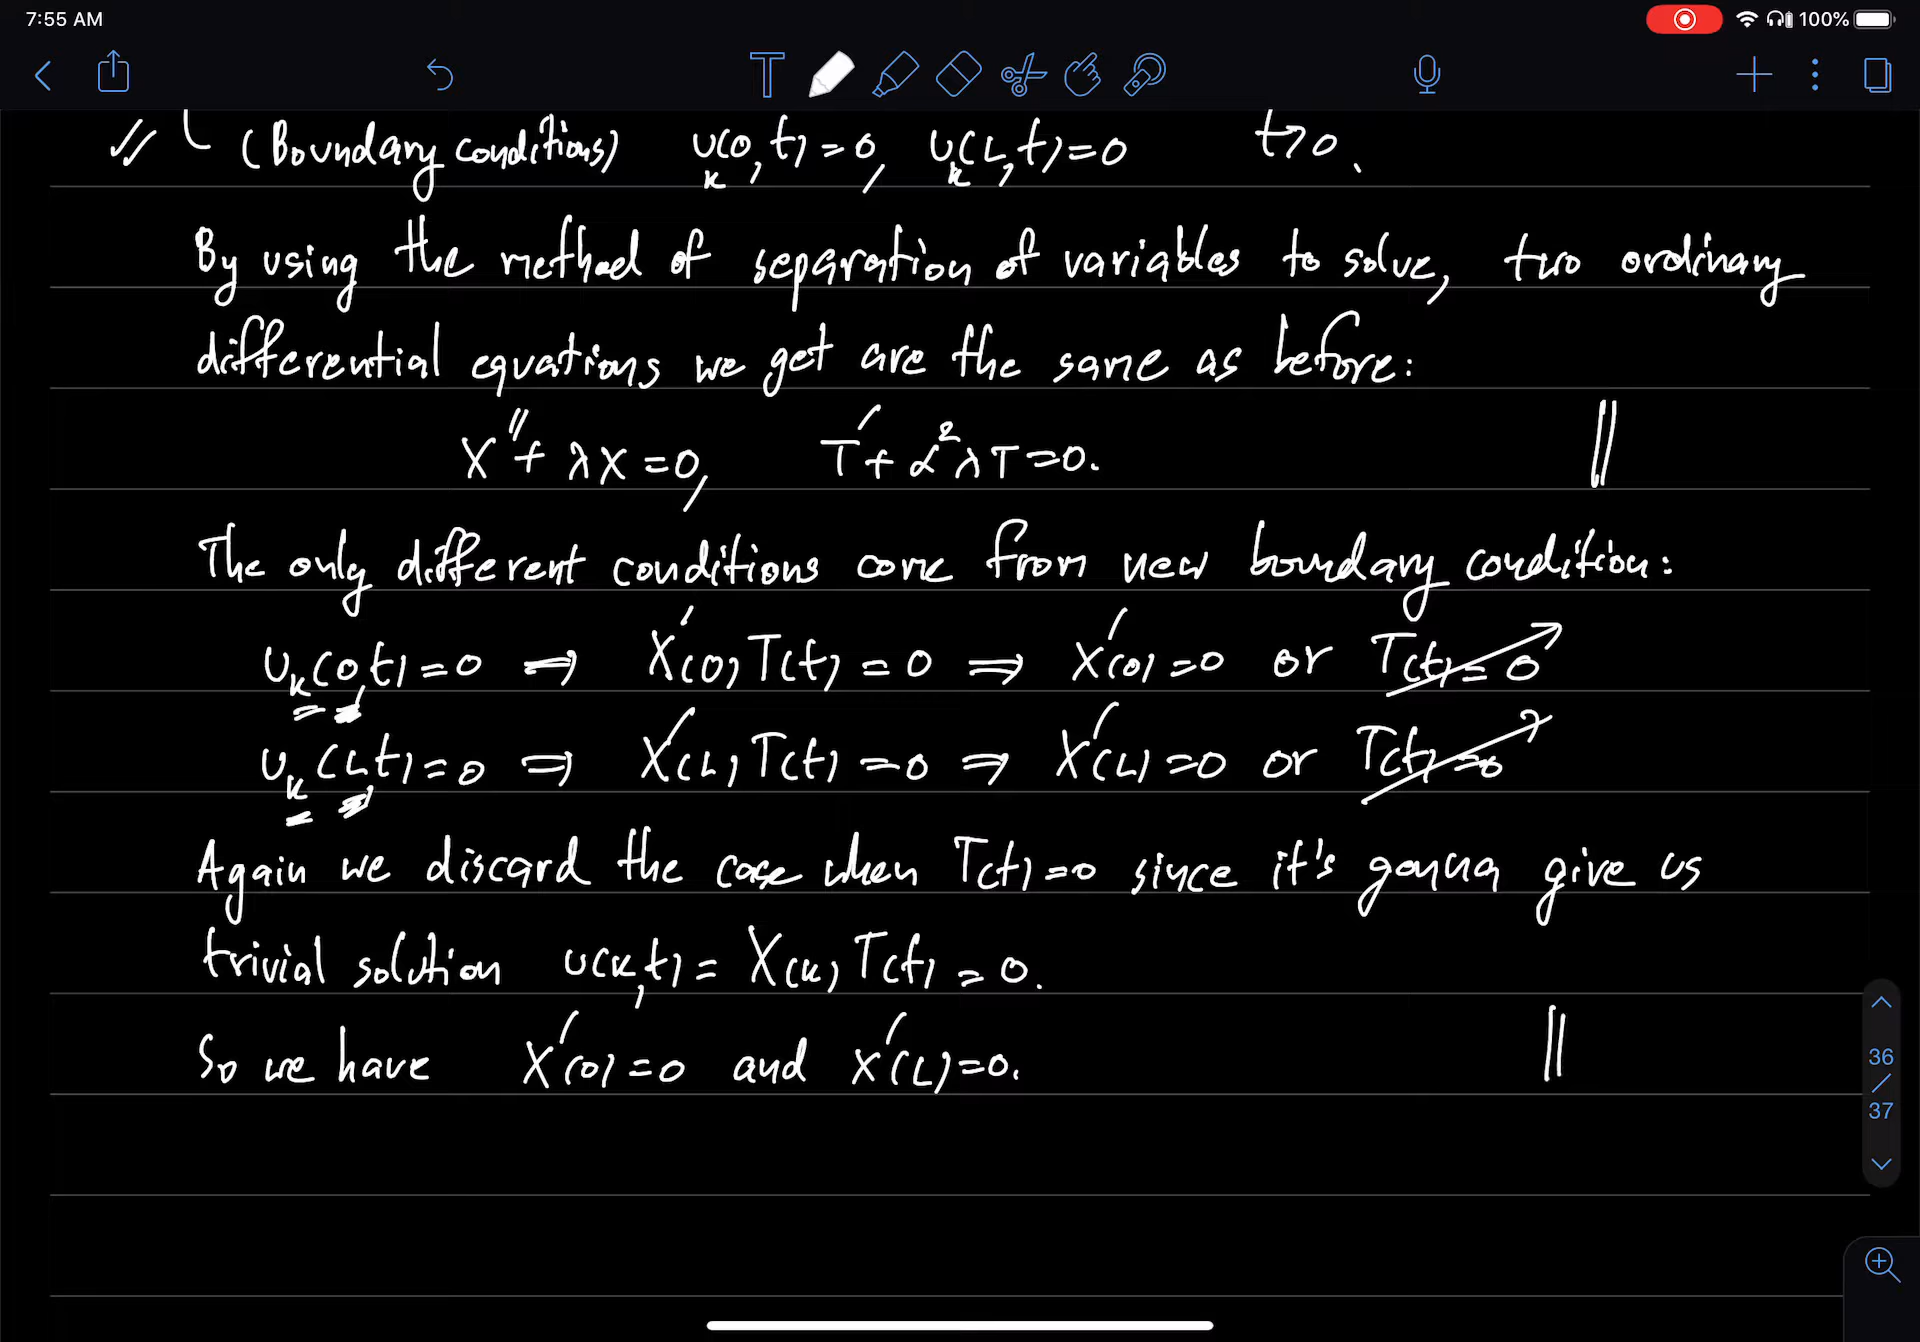 7:55 AM 100%
(Boundary conditions) uₓ(0,t)=0, uₓ(L,t)=0 t>0.
By using the method of separation of variables to solve, two ordinary
differential equations we get are the same as before:
X''+λX=0, T'+α²λT=0.
The only different conditions come from new boundary condition:
uₓ(0,t)=0 ⇒ X'(0)T(t)=0 ⇒ X'(0)=0 or T(t)=0
uₓ(L,t)=0 ⇒ X'(L)T(t)=0 ⇒ X'(L)=0 or T(t)=0
Again we discard the case when T(t)=0 since it's gonna give us
trivial solution u(x,t)=X(x)T(t)=0.
So we have X'(0)=0 and X'(L)=0.
36
/
37